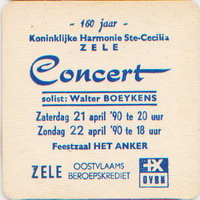 - 160 jaar -
Koninklijke Harmonie Ste-Cecilia
ZELE
Concert
solist: Walter BOEYKENS
Zaterdag 21 april '90 te 20 uur
Zondag 22 april '90 te 18 uur
Feestzaal HET ANKER
ZELE OOSTVLAAMS
BEROEPSKREDIET
OVBK